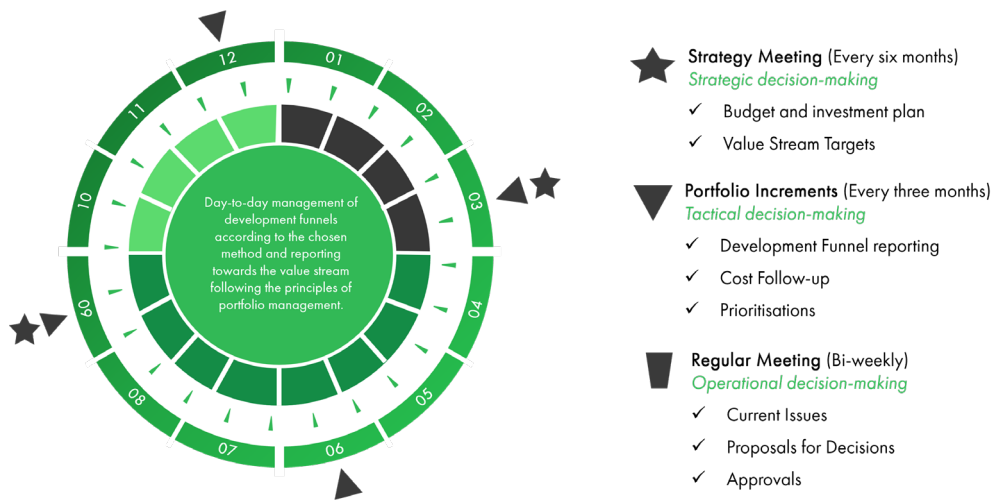 12
01
11
02
10
03
09
04
08
05
07
06
Day-to-day management of
development funnels
according to the chosen
method and reporting
towards the value stream
following the principles of
portfolio management.
Strategy Meeting (Every six months)
Strategic decision-making
✓ Budget and investment plan
✓ Value Stream Targets
Portfolio Increments (Every three months)
Tactical decision-making
✓ Development Funnel reporting
✓ Cost Follow-up
✓ Prioritisations
Regular Meeting (Bi-weekly)
Operational decision-making
✓ Current Issues
✓ Proposals for Decisions
✓ Approvals